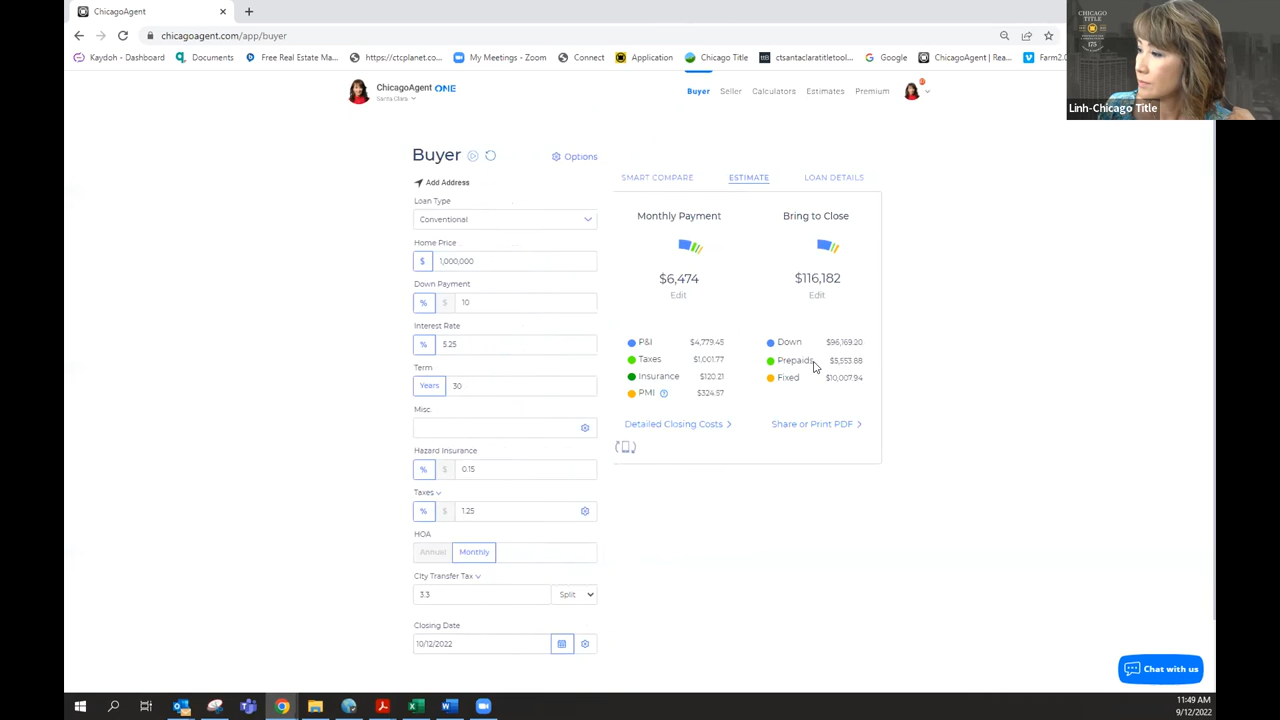 ChicagoAgent
chicagoagent.com/app/buyer
Kaydoh - Dashboard
Documents
Free Real Estate Ma...
https://ctcplanet.co...
My Meetings - Zoom
Connect
Application
Chicago Title
ctsantaclaratitletool...
Google
ChicagoAgent | Rea...
Farm2.0
CHICAGO
TITLE
175
Linh-Chicago Title
ChicagoAgent ONE
Santa Clara
Buyer
Seller
Calculators
Estimates
Premium
Buyer
Options
Add Address
Loan Type
Conventional
Home Price
$ 1,000,000
Down Payment
% $ 10
Interest Rate
% 5.25
Term
Years 30
Misc.
Hazard Insurance
% $ 0.15
Taxes
% $ 1.25
HOA
Annual Monthly
City Transfer Tax
3.3 Split
Closing Date
10/12/2022
SMART COMPARE
ESTIMATE
LOAN DETAILS
Monthly Payment
$6,474
Edit
P&I $4,779.45
Taxes $1,001.77
Insurance $120.21
PMI ? $324.57
Detailed Closing Costs >
Bring to Close
$116,182
Edit
Down $96,169.20
Prepaids $5,553.88
Fixed $10,007.94
Share or Print PDF >
Chat with us
11:49 AM
9/12/2022